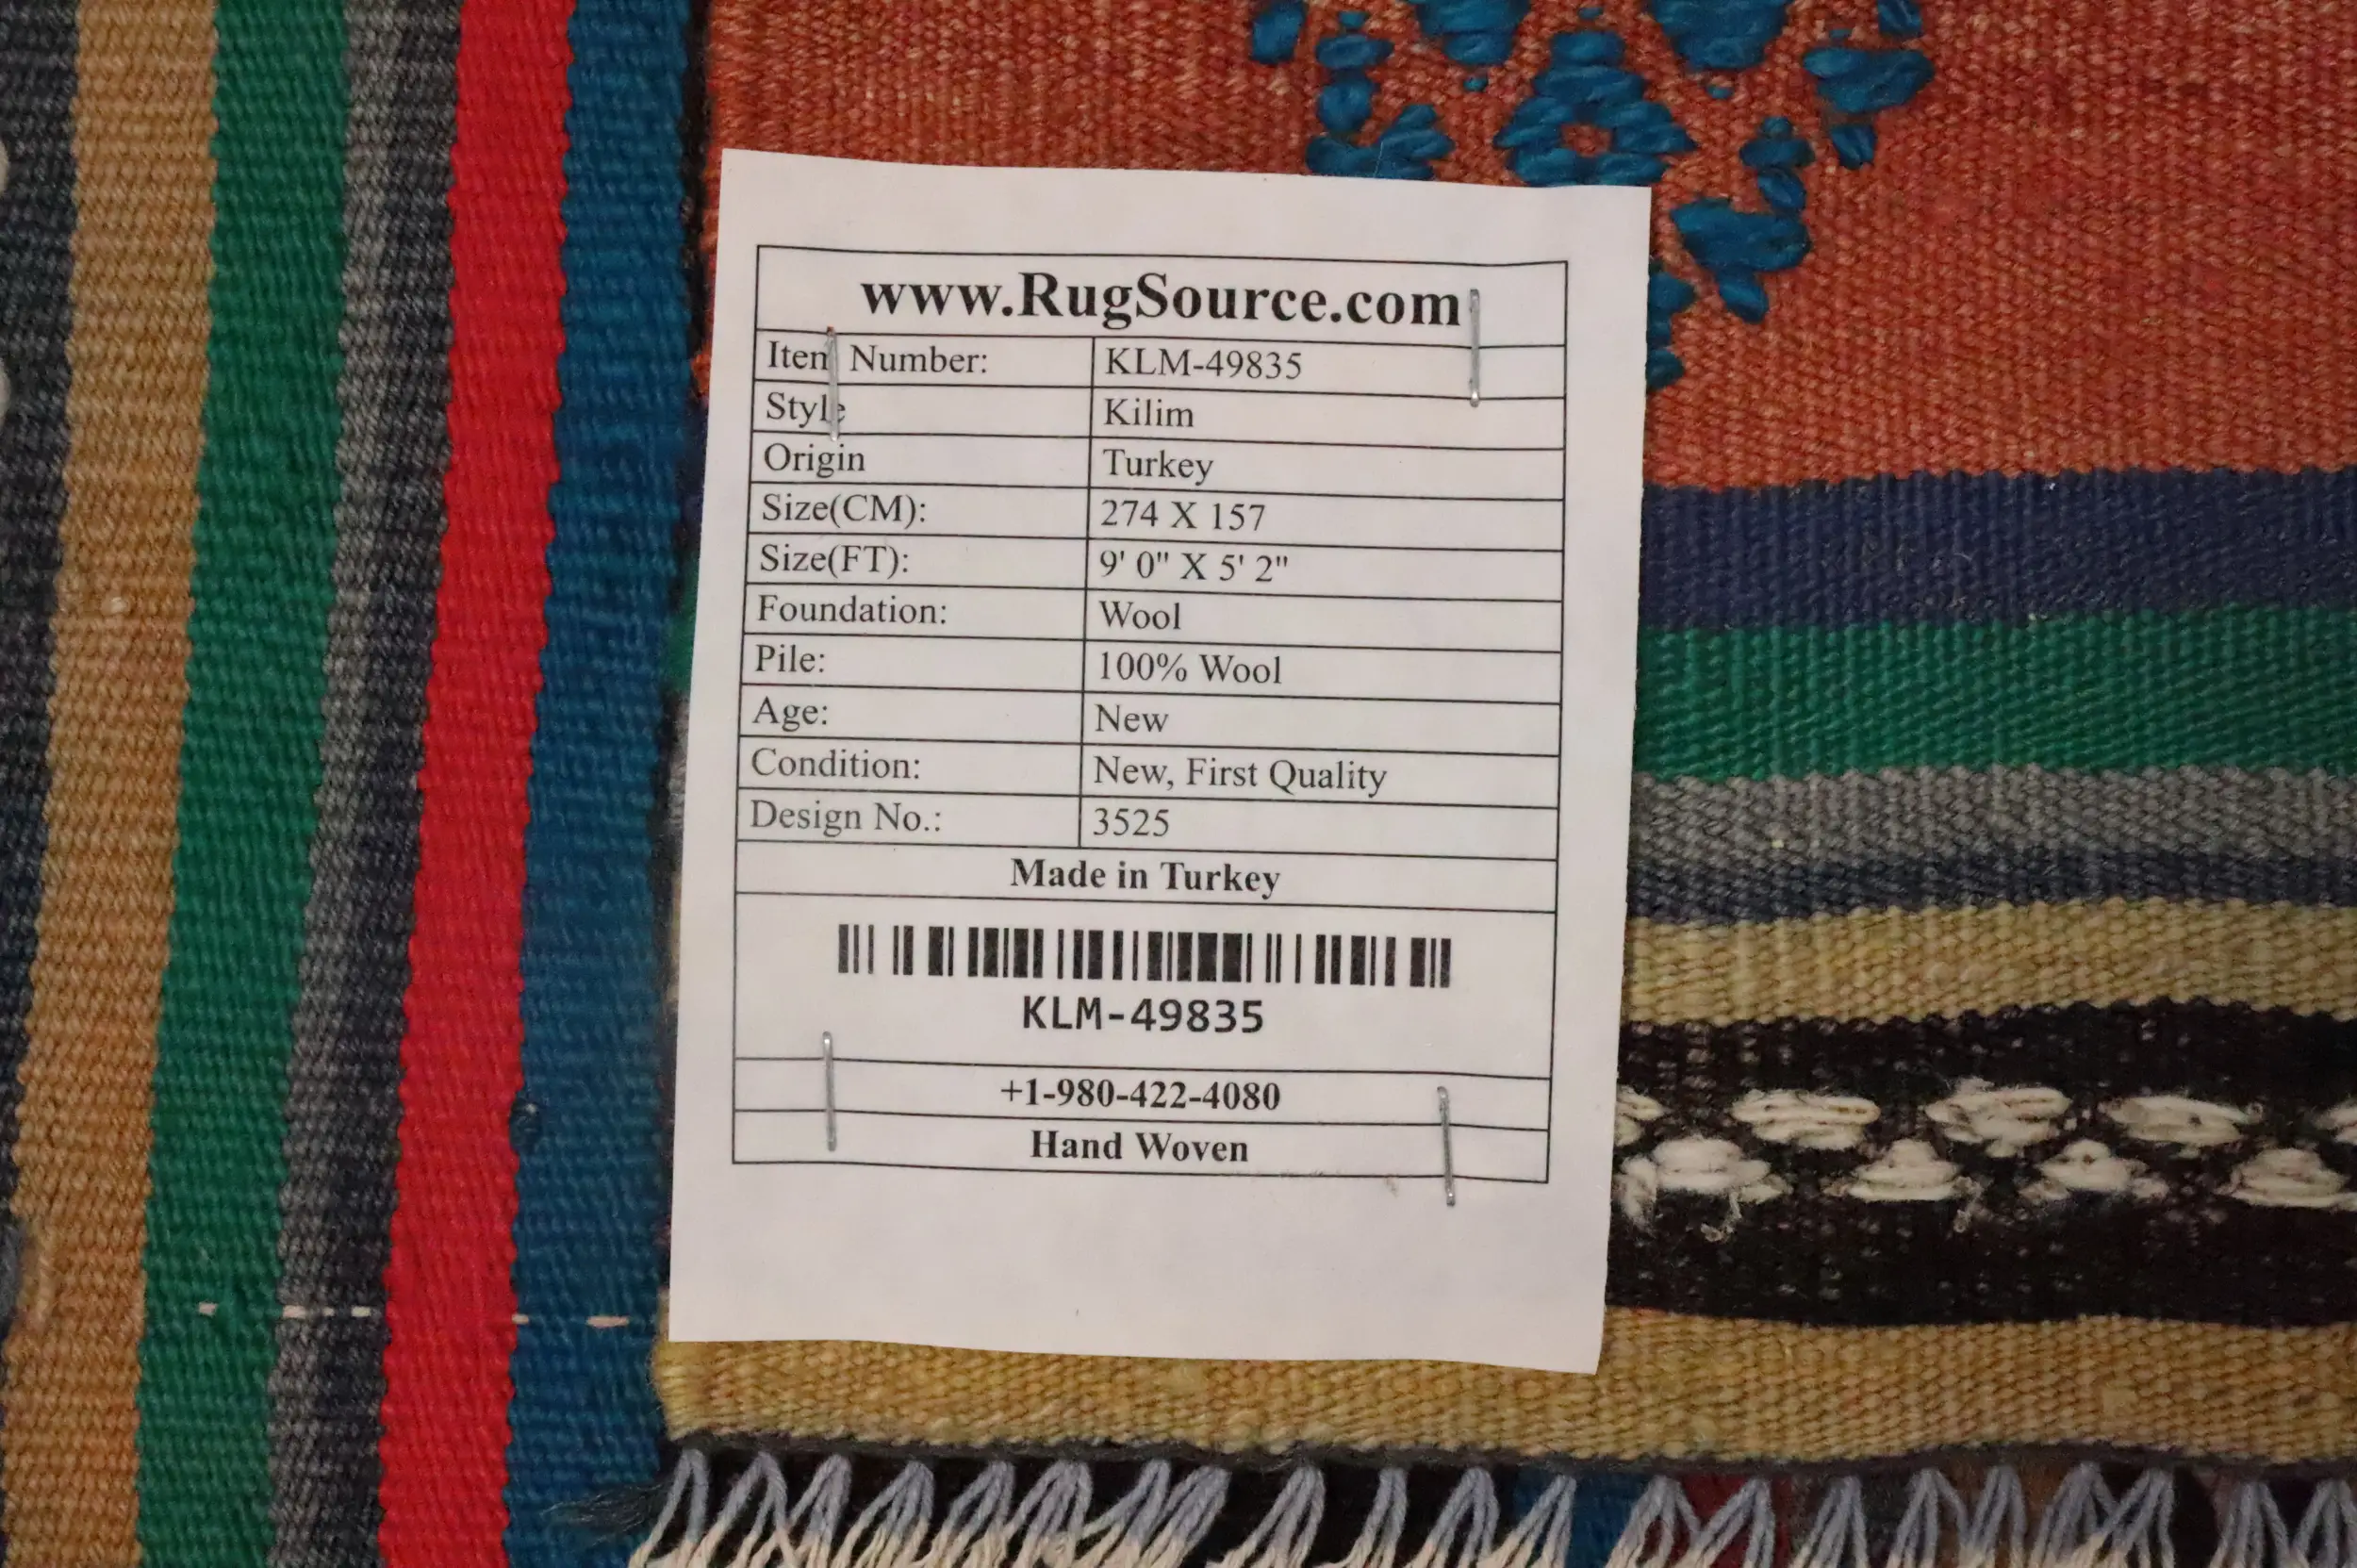 www.RugSource.com
Item Number: KLM-49835
Style Kilim
Origin Turkey
Size(CM): 274 X 157
Size(FT): 9' 0" X 5' 2"
Foundation: Wool
Pile: 100% Wool
Age: New
Condition: New, First Quality
Design No.: 3525
Made in Turkey
KLM-49835
+1-980-422-4080
Hand Woven